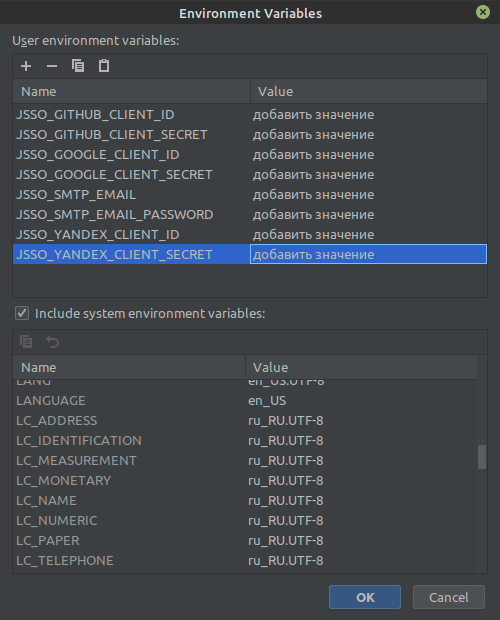 Environment Variables
User environment variables:
Name Value
JSSO_GITHUB_CLIENT_ID добавить значение
JSSO_GITHUB_CLIENT_SECRET добавить значение
JSSO_GOOGLE_CLIENT_ID добавить значение
JSSO_GOOGLE_CLIENT_SECRET добавить значение
JSSO_SMTP_EMAIL добавить значение
JSSO_SMTP_EMAIL_PASSWORD добавить значение
JSSO_YANDEX_CLIENT_ID добавить значение
JSSO_YANDEX_CLIENT_SECRET добавить значение
Include system environment variables:
Name Value
LANG en_US.UTF-8
LANGUAGE en_US
LC_ADDRESS ru_RU.UTF-8
LC_IDENTIFICATION ru_RU.UTF-8
LC_MEASUREMENT ru_RU.UTF-8
LC_MONETARY ru_RU.UTF-8
LC_NAME ru_RU.UTF-8
LC_NUMERIC ru_RU.UTF-8
LC_PAPER ru_RU.UTF-8
LC_TELEPHONE ru_RU.UTF-8
OK Cancel